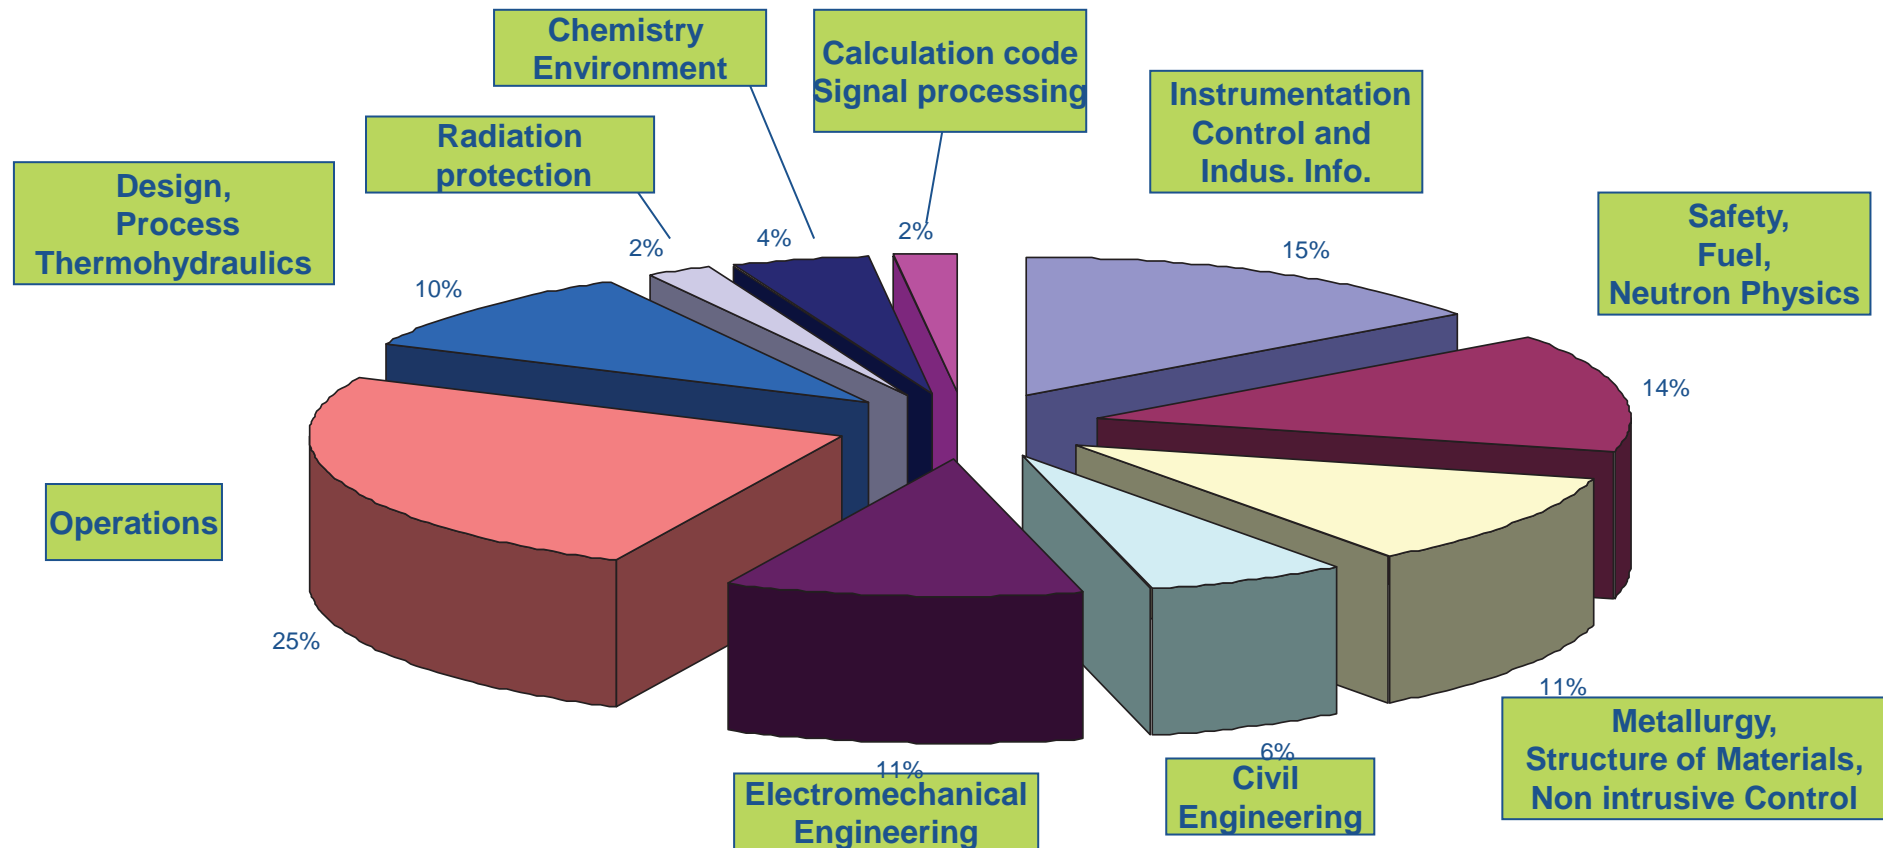 Chemistry
Environment
Calculation code
Signal processing
Instrumentation
Control and
Indus. Info.
Radiation
protection
Design,
Process
Thermohydraulics
Safety,
Fuel,
Neutron Physics
2%
4%
2%
15%
10%
14%
Operations
25%
11%
Metallurgy,
Structure of Materials,
Non intrusive Control
6%
Civil
Engineering
11%
Electromechanical
Engineering